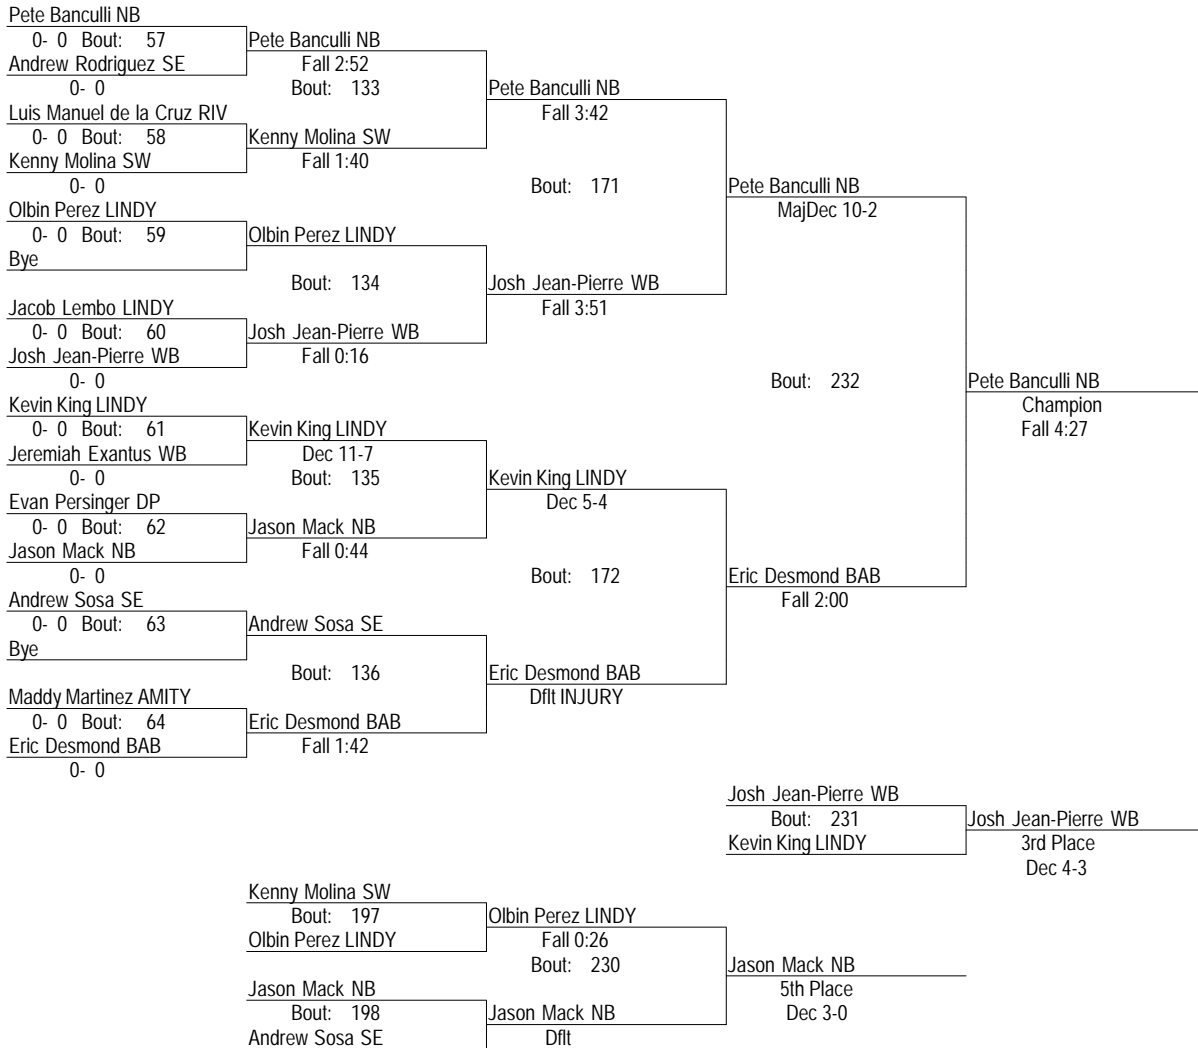 Pete Banculli NB
0- 0 Bout: 57
Andrew Rodriguez SE
0- 0
Luis Manuel de la Cruz RIV
0- 0 Bout: 58
Kenny Molina SW
0- 0
Olbin Perez LINDY
0- 0 Bout: 59
Bye
Jacob Lembo LINDY
0- 0 Bout: 60
Josh Jean-Pierre WB
0- 0
Kevin King LINDY
0- 0 Bout: 61
Jeremiah Exantus WB
0- 0
Evan Persinger DP
0- 0 Bout: 62
Jason Mack NB
0- 0
Andrew Sosa SE
0- 0 Bout: 63
Bye
Maddy Martinez AMITY
0- 0 Bout: 64
Eric Desmond BAB
0- 0
Pete Banculli NB
Fall 2:52
Bout: 133
Kenny Molina SW
Fall 1:40
Olbin Perez LINDY
Bout: 134
Josh Jean-Pierre WB
Fall 0:16
Kevin King LINDY
Dec 11-7
Bout: 135
Jason Mack NB
Fall 0:44
Andrew Sosa SE
Bout: 136
Eric Desmond BAB
Fall 1:42
Pete Banculli NB
Fall 3:42
Bout: 171
Josh Jean-Pierre WB
Fall 3:51
Kevin King LINDY
Dec 5-4
Bout: 172
Eric Desmond BAB
Dflt INJURY
Pete Banculli NB
MajDec 10-2
Bout: 232
Eric Desmond BAB
Fall 2:00
Pete Banculli NB
Champion
Fall 4:27
Josh Jean-Pierre WB
Bout: 231
Kevin King LINDY
Josh Jean-Pierre WB
3rd Place
Dec 4-3
Kenny Molina SW
Bout: 197
Olbin Perez LINDY
Jason Mack NB
Bout: 198
Andrew Sosa SE
Olbin Perez LINDY
Fall 0:26
Bout: 230
Jason Mack NB
Dflt
Jason Mack NB
5th Place
Dec 3-0